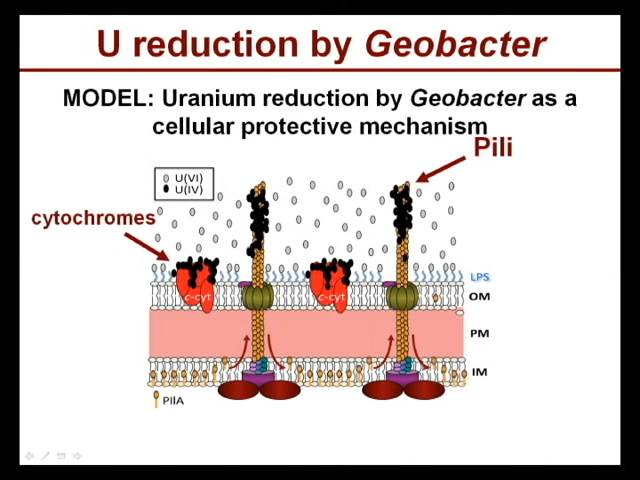 U reduction by Geobacter
MODEL: Uranium reduction by Geobacter as a
cellular protective mechanism
Pili
U(VI)
U(IV)
cytochromes
LPS
c-cyt
c-cyt
OM
PM
IM
PilA